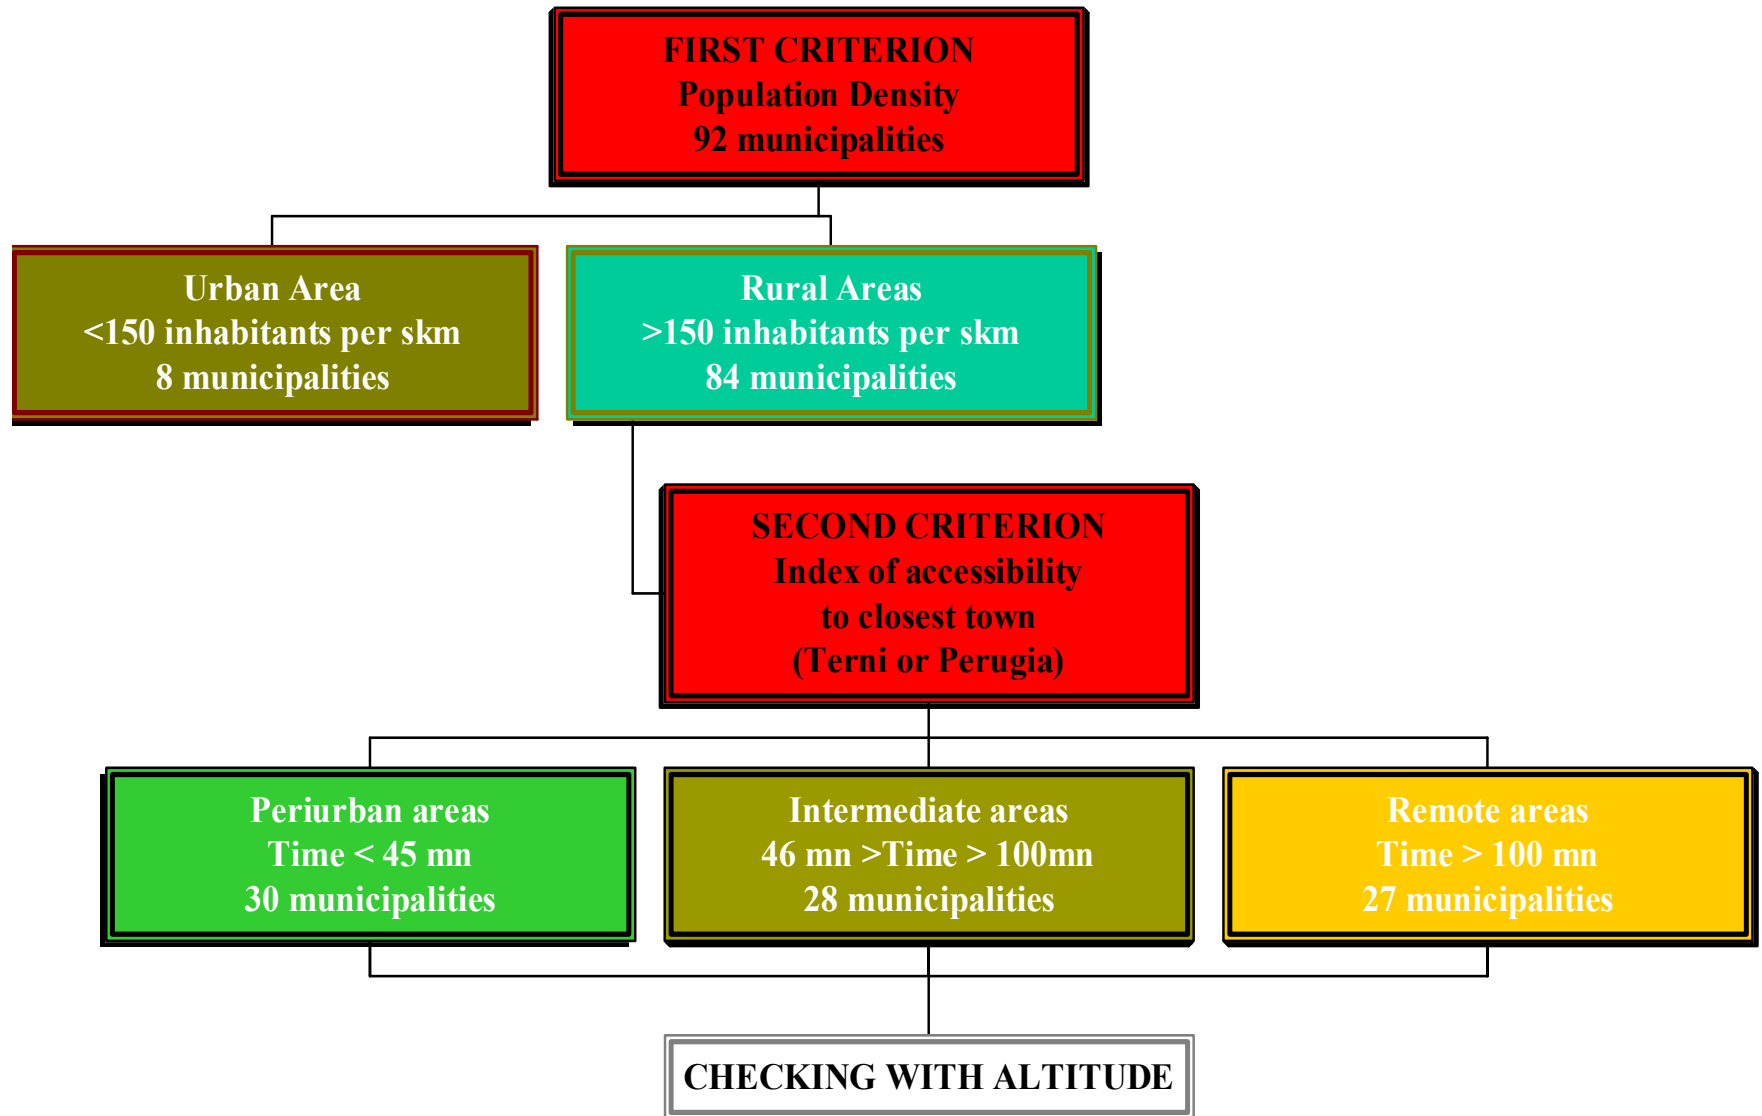 FIRST CRITERION
Population Density
92 municipalities
Urban Area
<150 inhabitants per skm
8 municipalities
Rural Areas
>150 inhabitants per skm
84 municipalities
SECOND CRITERION
Index of accessibility
to closest town
(Terni or Perugia)
Periurban areas
Time < 45 mn
30 municipalities
Intermediate areas
46 mn >Time > 100mn
28 municipalities
Remote areas
Time > 100 mn
27 municipalities
CHECKING WITH ALTITUDE